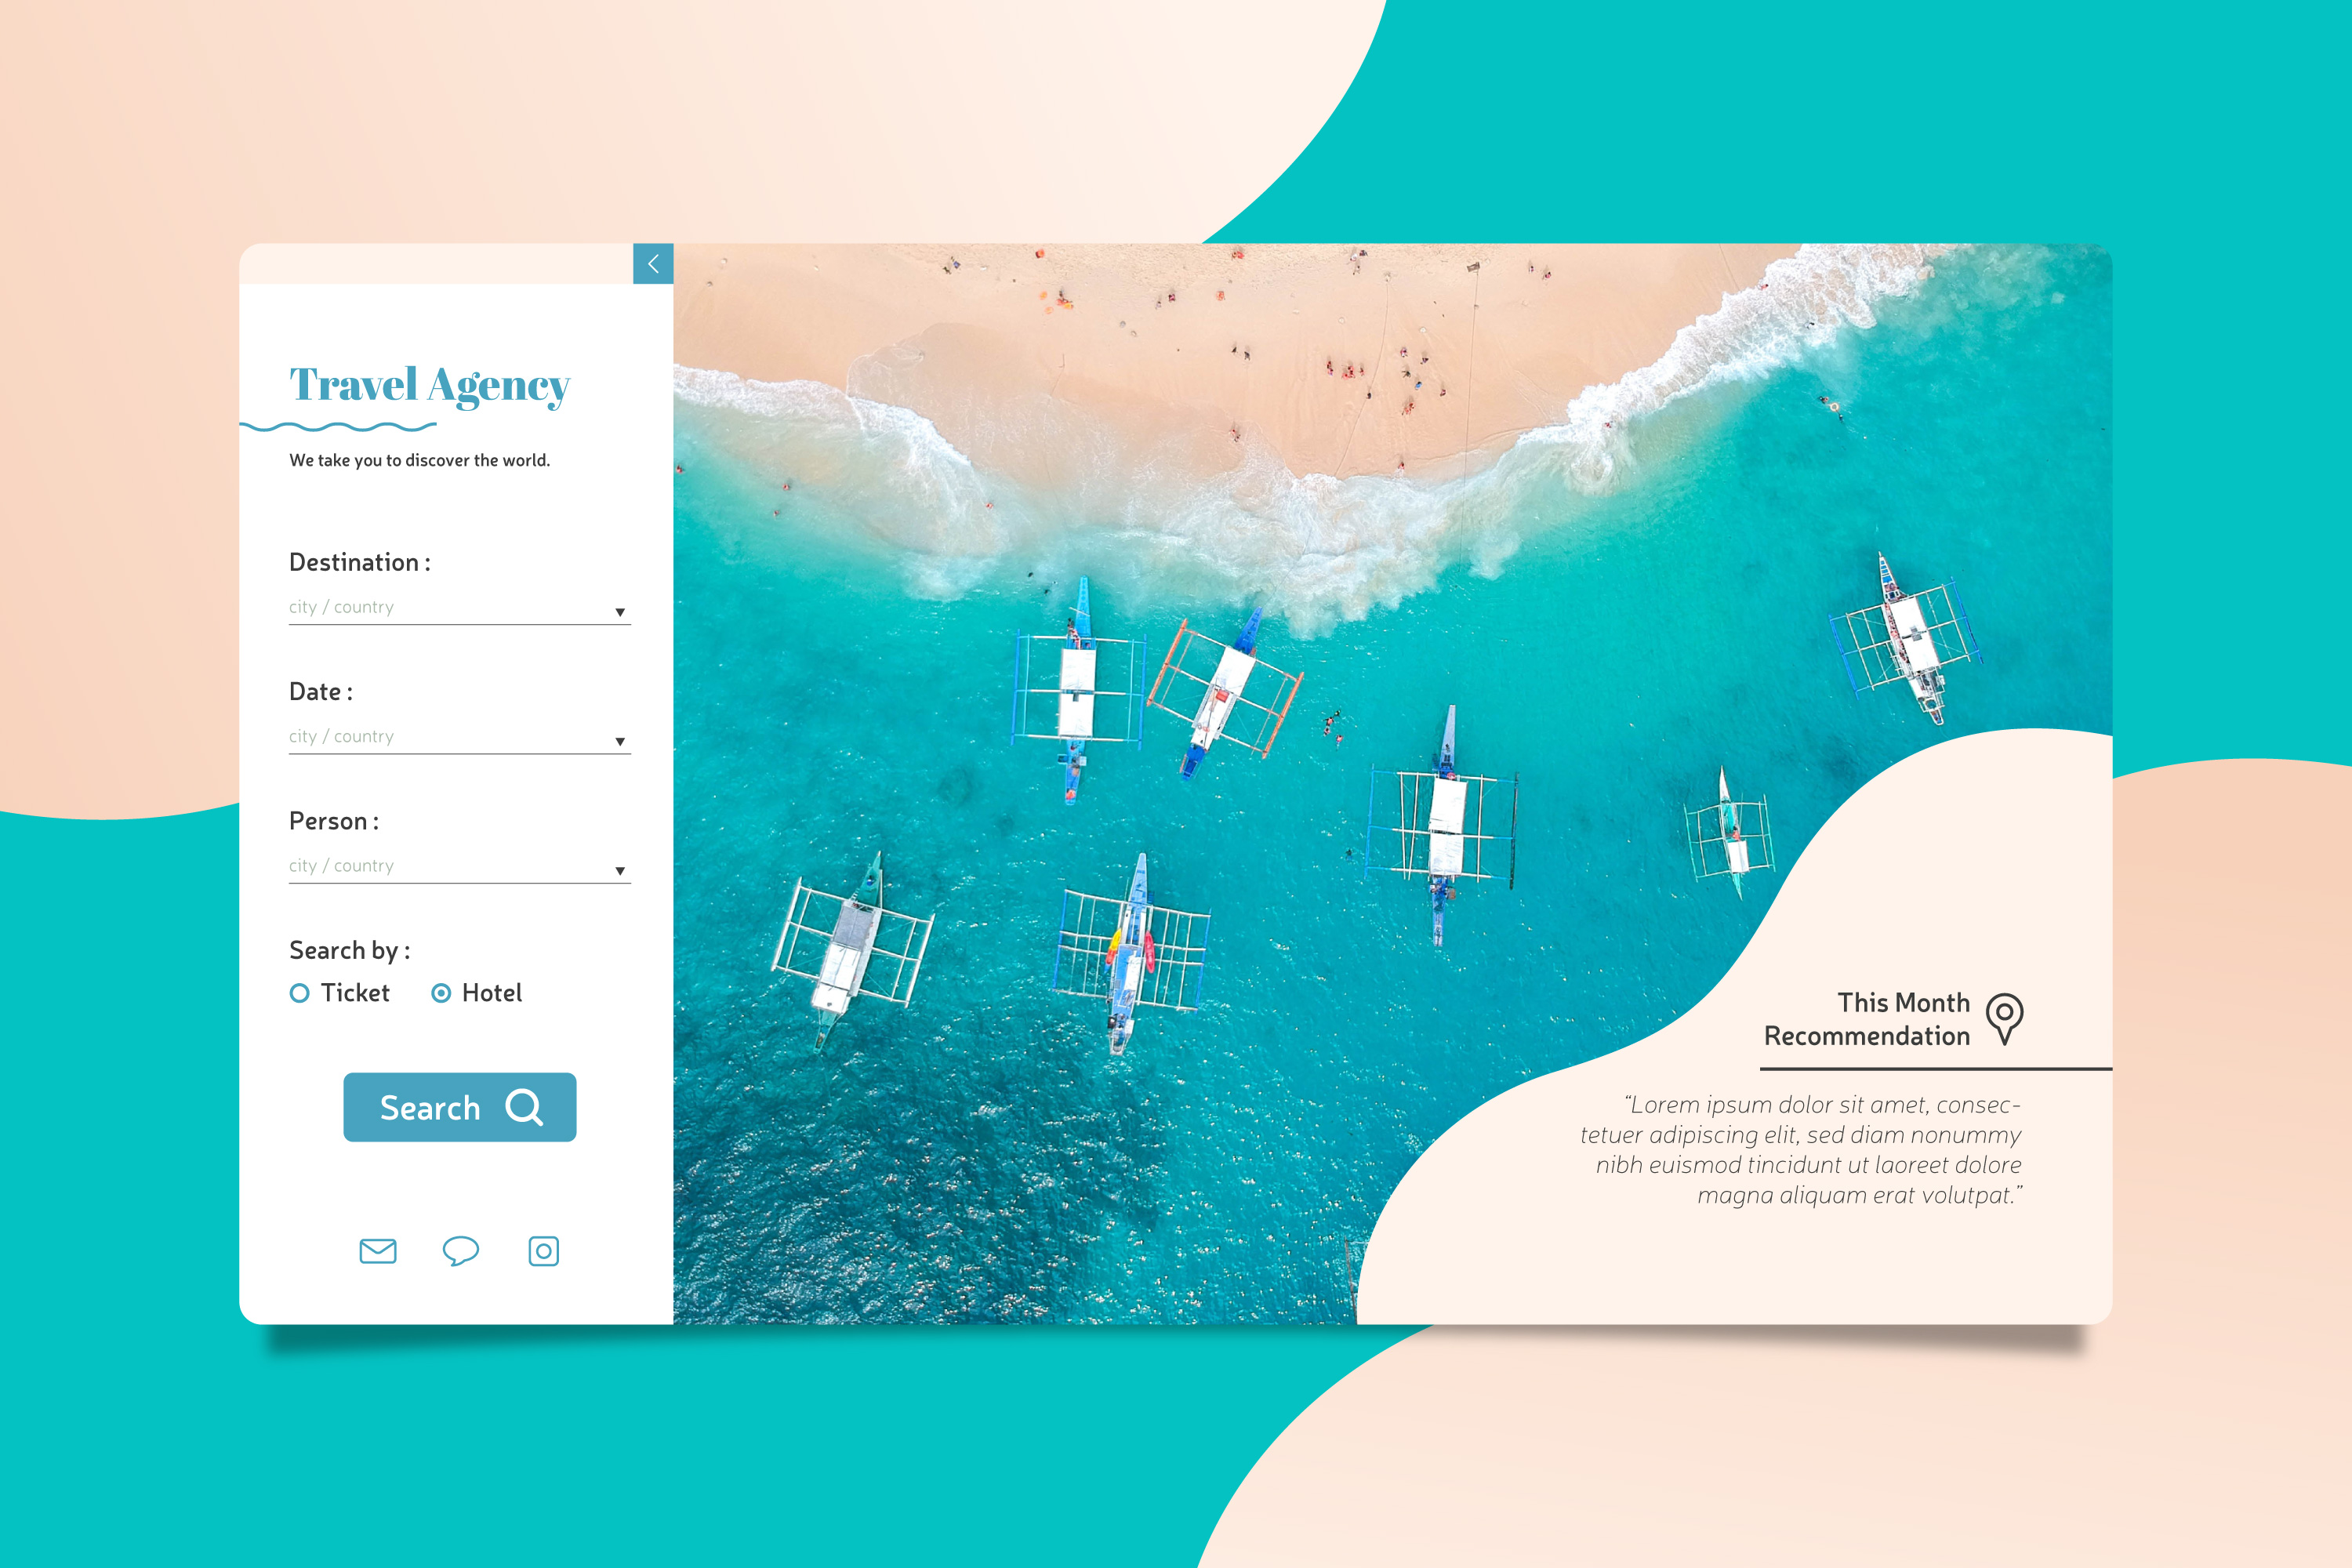 Travel Agency
We take you to discover the world.
Destination :
city / country
Date :
city / country
Person :
city / country
Search by :
Ticket Hotel
Search
This Month
Recommendation
“Lorem ipsum dolor sit amet, consec-
tetuer adipiscing elit, sed diam nonummy
nibh euismod tincidunt ut laoreet dolore
magna aliquam erat volutpat.”